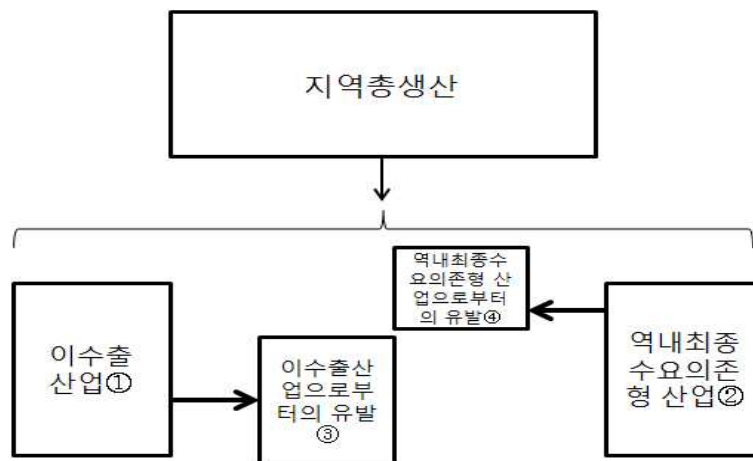 지역총생산
역내최종수
요의존형 산
업으로부터
의 유발④
이수출
산업①
이수출산
업으로부
터의 유발
③
역내최종
수요의존
형 산업②